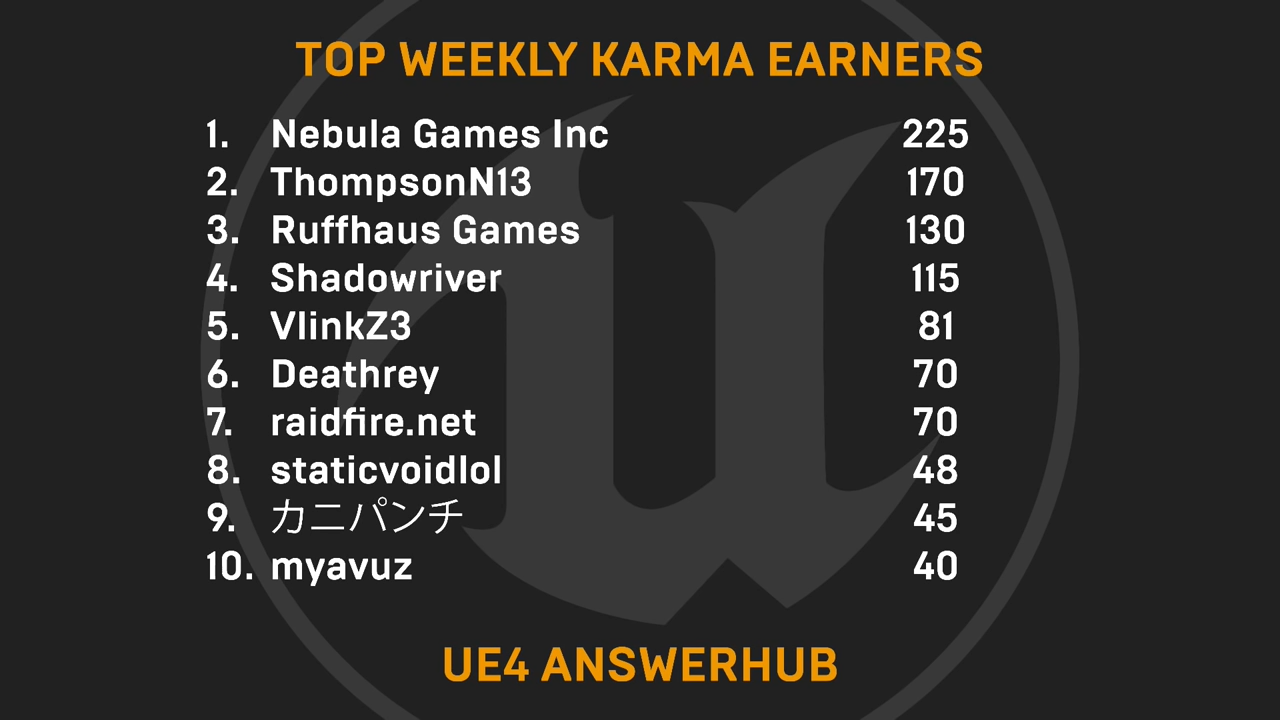 TOP WEEKLY KARMA EARNERS
1. Nebula Games Inc 225
2. ThompsonN13 170
3. Ruffhaus Games 130
4. Shadowriver 115
5. VlinkZ3 81
6. Deathrey 70
7. raidfire.net 70
8. staticvoidlol 48
9. カニパンチ 45
10. myavuz 40
UE4 ANSWERHUB